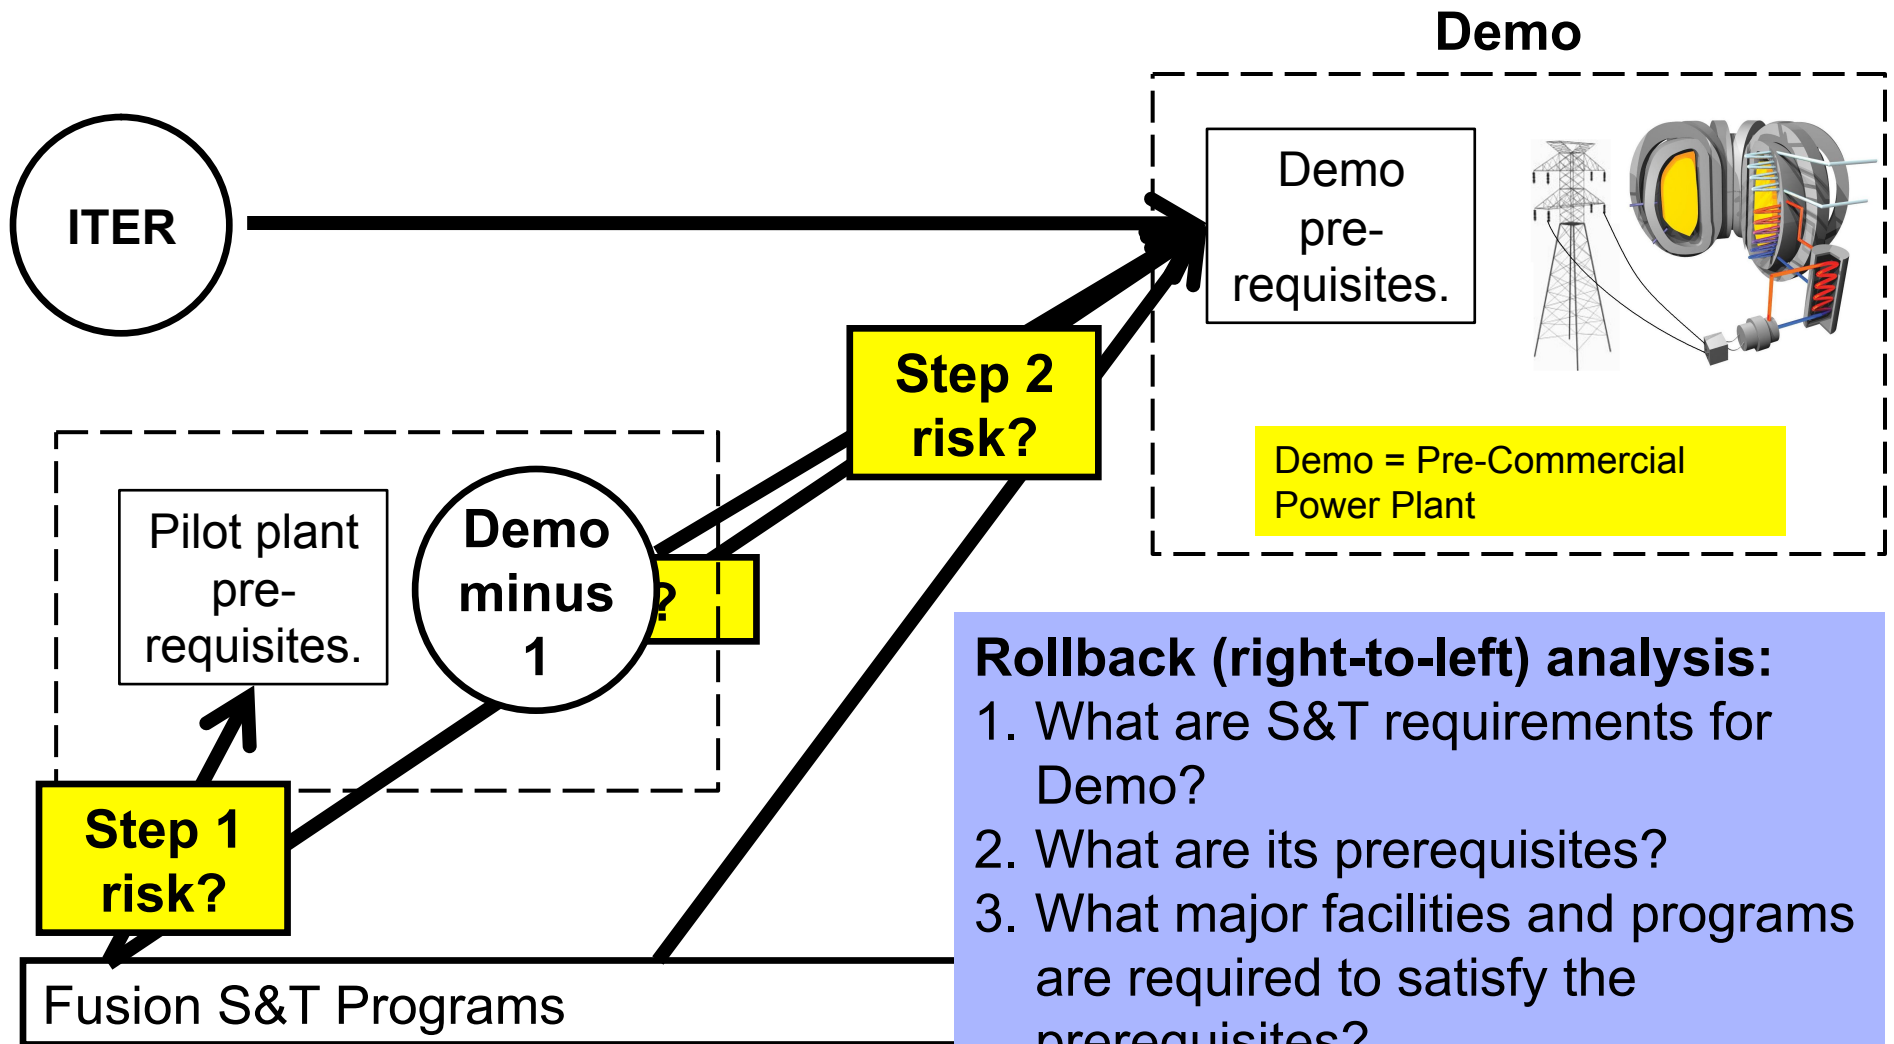 Demo
ITER
Demo
pre-
requisites.
Step 2
risk?
Demo = Pre-Commercial
Power Plant
Pilot plant
pre-
requisites.
Demo
minus
1
?
Step 1
risk?
Fusion S&T Programs
Rollback (right-to-left) analysis:
1. What are S&T requirements for
Demo?
2. What are its prerequisites?
3. What major facilities and programs
are required to satisfy the
prerequisites?